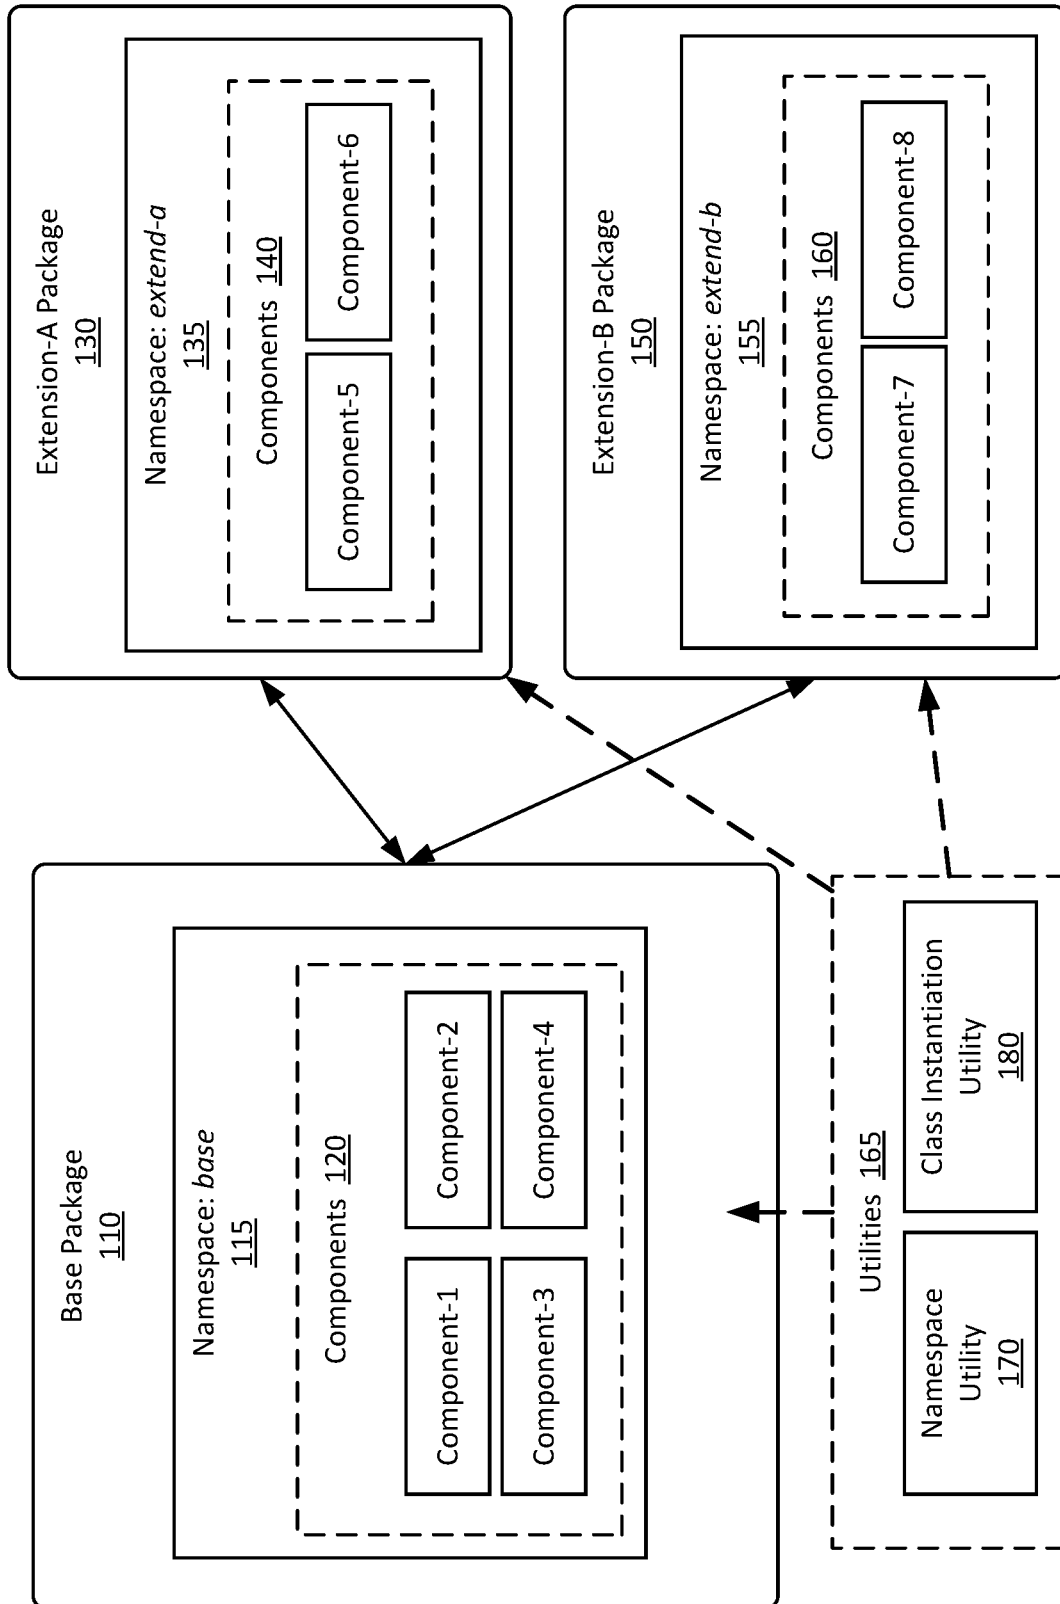 Base Package
110
Namespace: base
115
Components 120
Component-1
Component-2
Component-3
Component-4
Extension-A Package
130
Namespace: extend-a
135
Components 140
Component-5
Component-6
Utilities 165
Namespace
Utility
170
Class Instantiation
Utility
180
Extension-B Package
150
Namespace: extend-b
155
Components 160
Component-7
Component-8